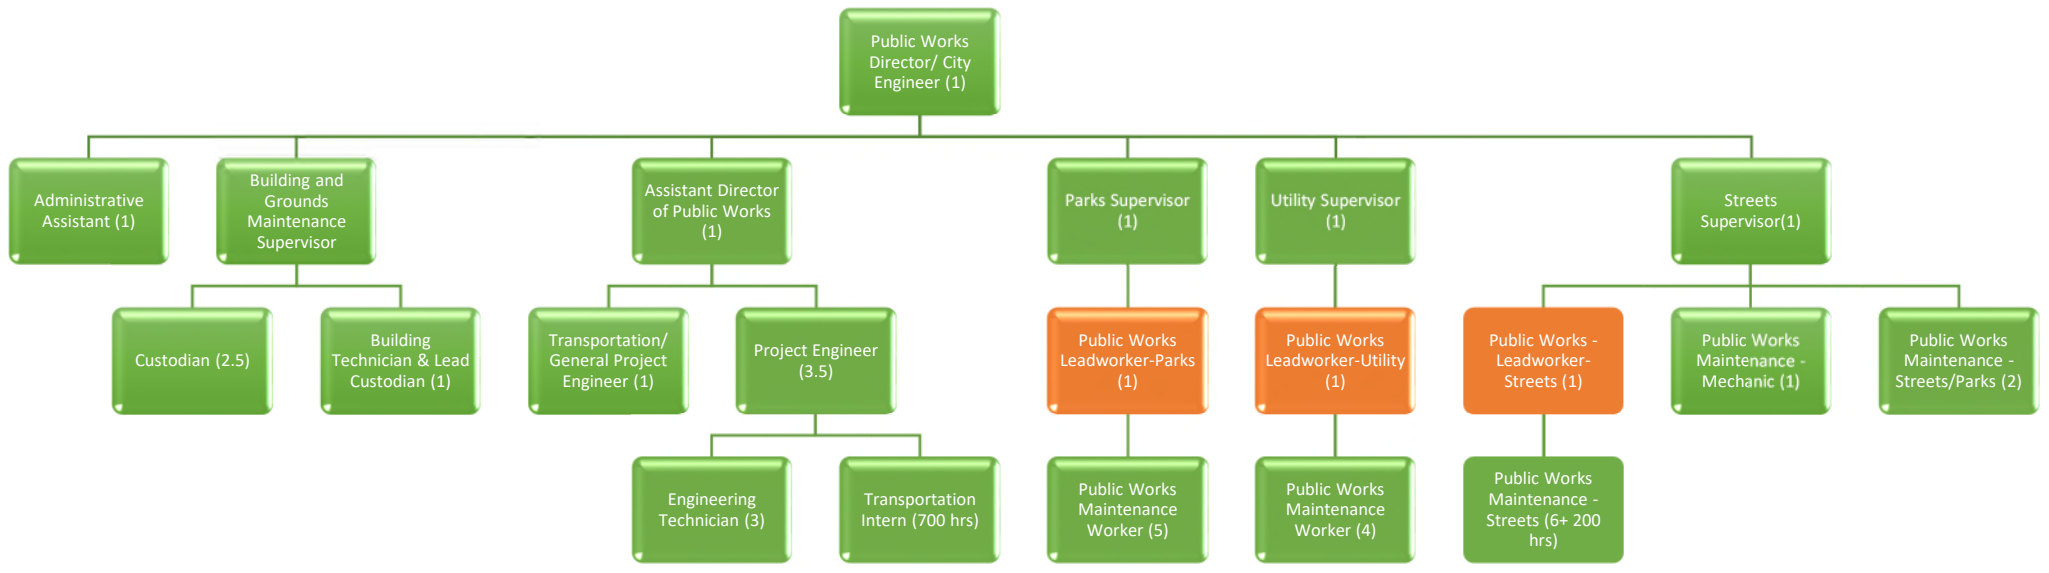 Public Works
Director/ City
Engineer (1)
Administrative
Assistant (1)
Building and
Grounds
Maintenance
Supervisor
Assistant Director
of Public Works
(1)
Parks Supervisor
(1)
Utility Supervisor
(1)
Streets
Supervisor(1)
Custodian (2.5)
Building
Technician & Lead
Custodian (1)
Transportation/
General Project
Engineer (1)
Project Engineer
(3.5)
Public Works
Leadworker-Parks
(1)
Public Works
Leadworker-Utility
(1)
Public Works -
Leadworker-
Streets (1)
Public Works
Maintenance -
Mechanic (1)
Public Works
Maintenance -
Streets/Parks (2)
Engineering
Technician (3)
Transportation
Intern (700 hrs)
Public Works
Maintenance
Worker (5)
Public Works
Maintenance
Worker (4)
Public Works
Maintenance -
Streets (6+ 200
hrs)